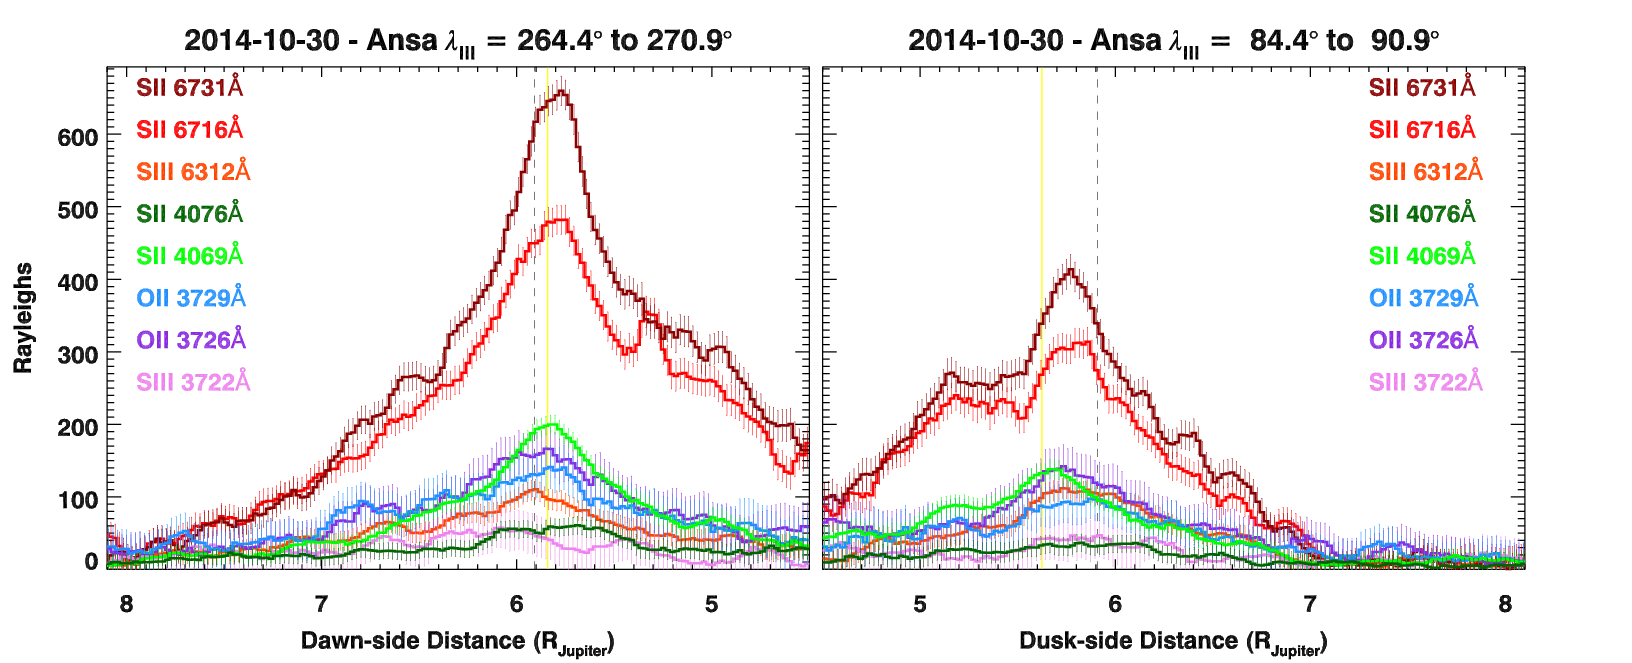 2014-10-30 - Ansa λIII = 264.4° to 270.9°
2014-10-30 - Ansa λIII = 84.4° to 90.9°
SII 6731Å
SII 6716Å
SIII 6312Å
SII 4076Å
SII 4069Å
OII 3729Å
OII 3726Å
SIII 3722Å
SII 6731Å
SII 6716Å
SIII 6312Å
SII 4076Å
SII 4069Å
OII 3729Å
OII 3726Å
SIII 3722Å
Rayleighs
600
500
400
300
200
100
0
8 7 6 5
5 6 7 8
Dawn-side Distance (RJupiter)
Dusk-side Distance (RJupiter)